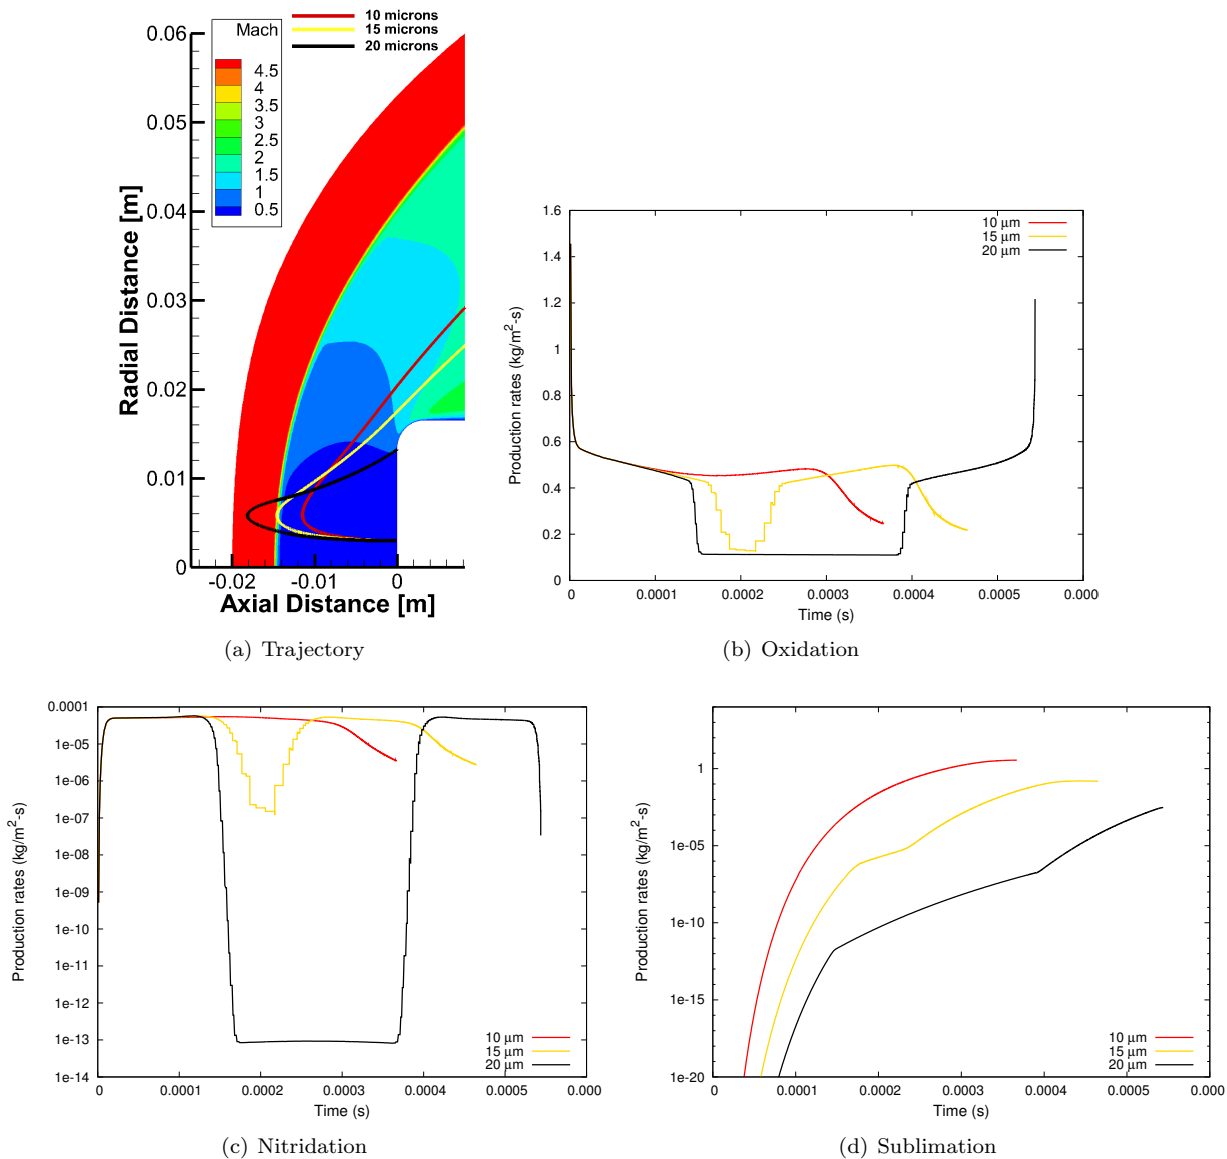 Mach
4.5
4
3.5
3
2.5
2
1.5
1
0.5
10 microns
15 microns
20 microns
0.06
0.05
0.04
0.03
0.02
0.01
0
-0.02
-0.01
0
Radial Distance [m]
Axial Distance [m]
(a) Trajectory
1.6
1.4
1.2
1
0.8
0.6
0.4
0.2
0
0
0.0001
0.0002
0.0003
0.0004
0.0005
0.000
10 μm
15 μm
20 μm
Production rates (kg/m²-s)
Time (s)
(b) Oxidation
0.0001
1e-05
1e-06
1e-07
1e-08
1e-09
1e-10
1e-11
1e-12
1e-13
1e-14
0
0.0001
0.0002
0.0003
0.0004
0.0005
0.000
10 μm
15 μm
20 μm
Production rates (kg/m²-s)
Time (s)
(c) Nitridation
1
1e-05
1e-10
1e-15
1e-20
0
0.0001
0.0002
0.0003
0.0004
0.0005
0.000
10 μm
15 μm
20 μm
Production rates (kg/m²-s)
Time (s)
(d) Sublimation